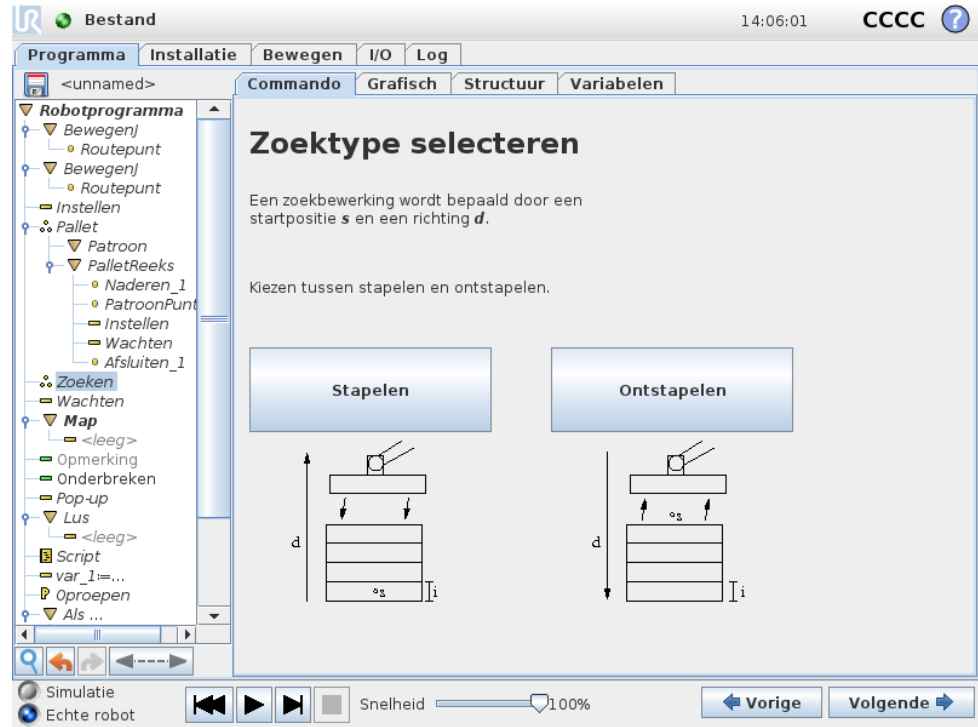 UR Bestand 14:06:01 CCCC ?
Programma Installatie Bewegen I/O Log
<unnamed>
Commando Grafisch Structuur Variabelen
Robotprogramma
BewegenJ
Routepunt
BewegenJ
Routepunt
Instellen
Pallet
Patroon
PalletReeks
Naderen_1
PatroonPunt
Instellen
Wachten
Afsluiten_1
Zoeken
Wachten
Map
<leeg>
Opmerking
Onderbreken
Pop-up
Lus
<leeg>
Script
var_1:=...
Oproepen
Als ...
Zoektype selecteren
Een zoekbewerking wordt bepaald door een
startpositie s en een richting d.
Kiezen tussen stapelen en ontstapelen.
Stapelen
Ontstapelen
d
s
i
d
s
i
Simulatie
Echte robot
Snelheid 100%
Vorige
Volgende